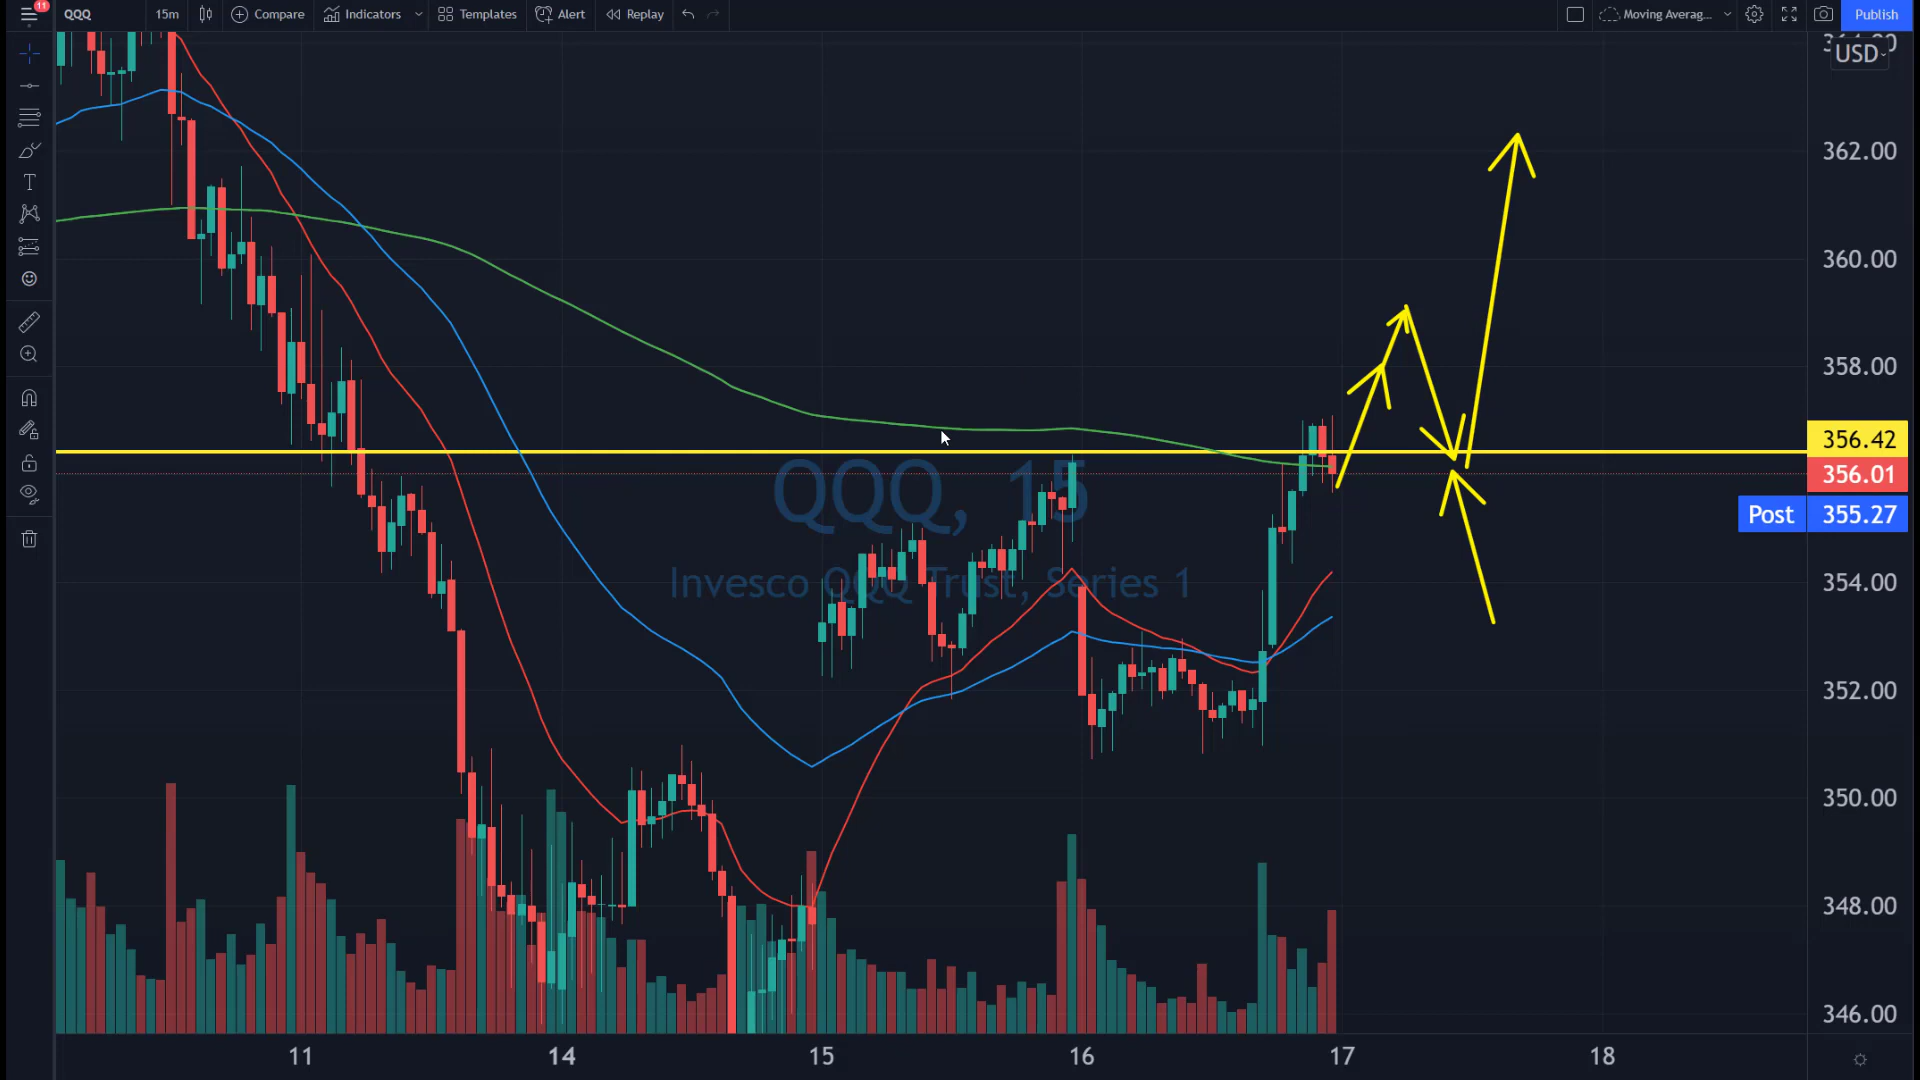 11
QQQ 15m Compare Indicators Templates Alert Replay Moving Averag... Publish
USD
362.00
360.00
358.00
356.42
356.01
Post 355.27
354.00
352.00
350.00
348.00
346.00
QQQ, 15
Invesco QQQ Trust, Series 1
11 14 15 16 17 18